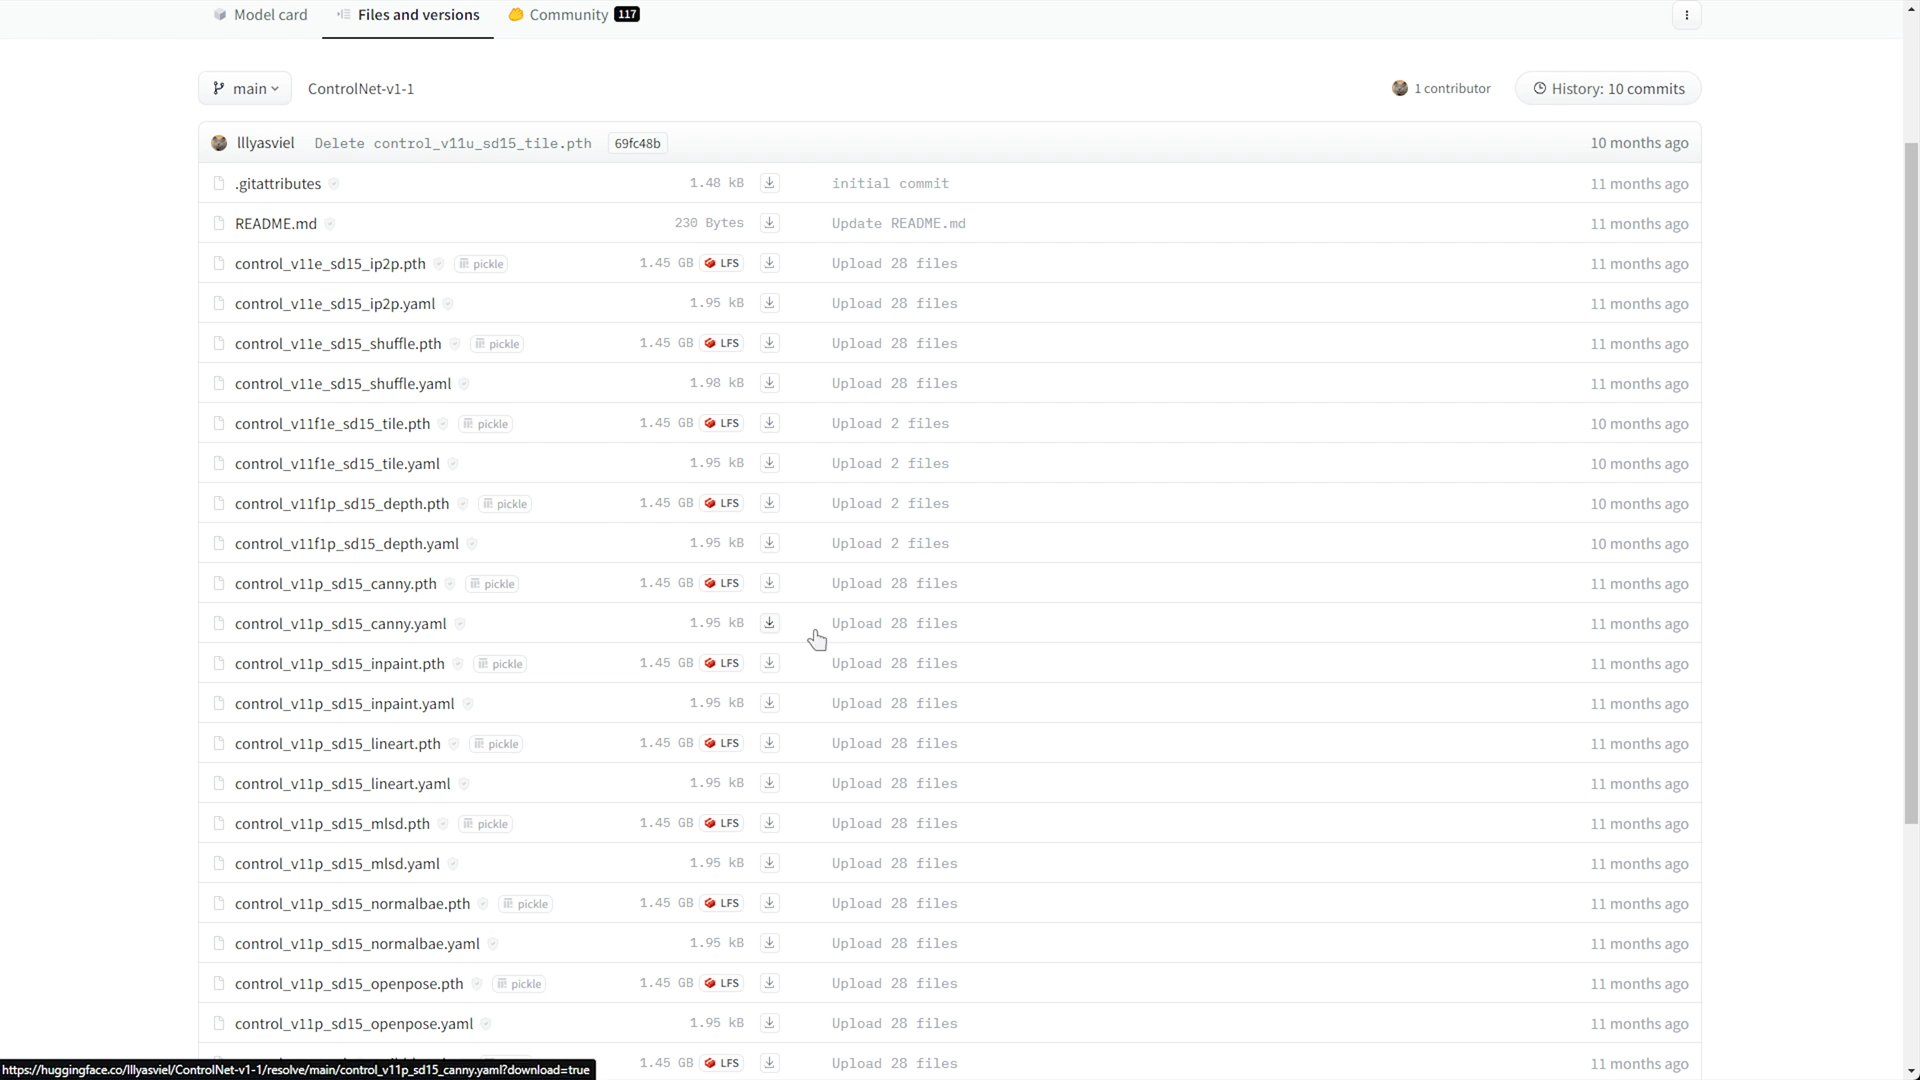 Model card Files and versions Community 117
main ControlNet-v1-1 1 contributor History: 10 commits
lllyasviel Delete control_v11u_sd15_tile.pth 69fc48b 10 months ago
.gitattributes 1.48 kB initial commit 11 months ago
README.md 230 Bytes Update README.md 11 months ago
control_v11e_sd15_ip2p.pth pickle 1.45 GB LFS Upload 28 files 11 months ago
control_v11e_sd15_ip2p.yaml 1.95 kB Upload 28 files 11 months ago
control_v11e_sd15_shuffle.pth pickle 1.45 GB LFS Upload 28 files 11 months ago
control_v11e_sd15_shuffle.yaml 1.98 kB Upload 28 files 11 months ago
control_v11f1e_sd15_tile.pth pickle 1.45 GB LFS Upload 2 files 10 months ago
control_v11f1e_sd15_tile.yaml 1.95 kB Upload 2 files 10 months ago
control_v11f1p_sd15_depth.pth pickle 1.45 GB LFS Upload 2 files 10 months ago
control_v11f1p_sd15_depth.yaml 1.95 kB Upload 2 files 10 months ago
control_v11p_sd15_canny.pth pickle 1.45 GB LFS Upload 28 files 11 months ago
control_v11p_sd15_canny.yaml 1.95 kB Upload 28 files 11 months ago
control_v11p_sd15_inpaint.pth pickle 1.45 GB LFS Upload 28 files 11 months ago
control_v11p_sd15_inpaint.yaml 1.95 kB Upload 28 files 11 months ago
control_v11p_sd15_lineart.pth pickle 1.45 GB LFS Upload 28 files 11 months ago
control_v11p_sd15_lineart.yaml 1.95 kB Upload 28 files 11 months ago
control_v11p_sd15_mlsd.pth pickle 1.45 GB LFS Upload 28 files 11 months ago
control_v11p_sd15_mlsd.yaml 1.95 kB Upload 28 files 11 months ago
control_v11p_sd15_normalbae.pth pickle 1.45 GB LFS Upload 28 files 11 months ago
control_v11p_sd15_normalbae.yaml 1.95 kB Upload 28 files 11 months ago
control_v11p_sd15_openpose.pth pickle 1.45 GB LFS Upload 28 files 11 months ago
control_v11p_sd15_openpose.yaml 1.95 kB Upload 28 files 11 months ago
1.45 GB LFS Upload 28 files 11 months ago
https://huggingface.co/lllyasviel/ControlNet-v1-1/resolve/main/control_v11p_sd15_canny.yaml?download=true